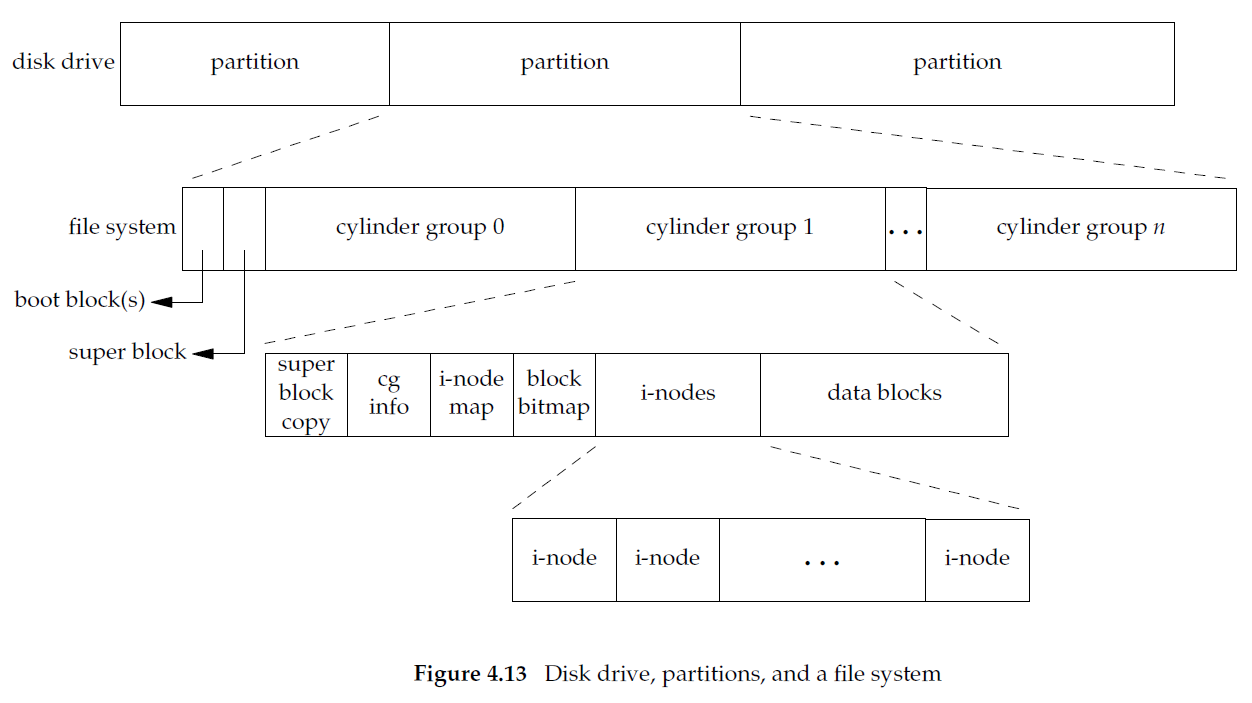 disk drive partition partition partition
file system cylinder group 0 cylinder group 1 ... cylinder group n
boot block(s)
super block
super
block
copy
cg
info
i-node
map
block
bitmap
i-nodes
data blocks
i-node i-node ... i-node
Figure 4.13 Disk drive, partitions, and a file system